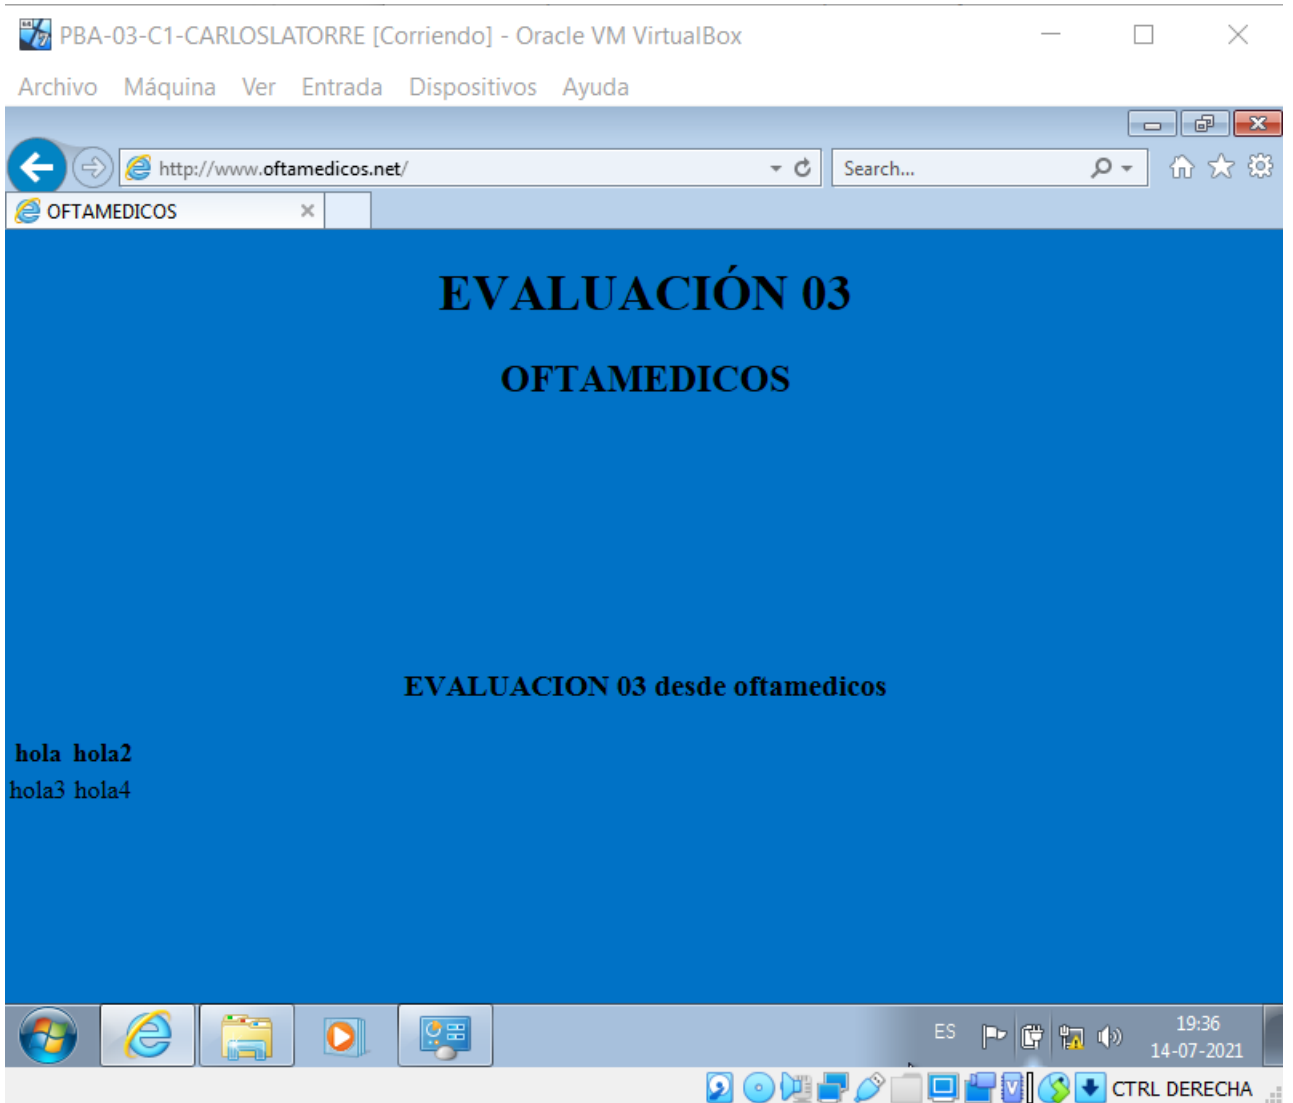 PBA-03-C1-CARLOSLATORRE [Corriendo] - Oracle VM VirtualBox
Archivo Máquina Ver Entrada Dispositivos Ayuda
http://www.oftamedicos.net/
Search...
OFTAMEDICOS
EVALUACIÓN 03
OFTAMEDICOS
EVALUACION 03 desde oftamedicos
hola hola2
hola3 hola4
ES
19:36
14-07-2021
CTRL DERECHA